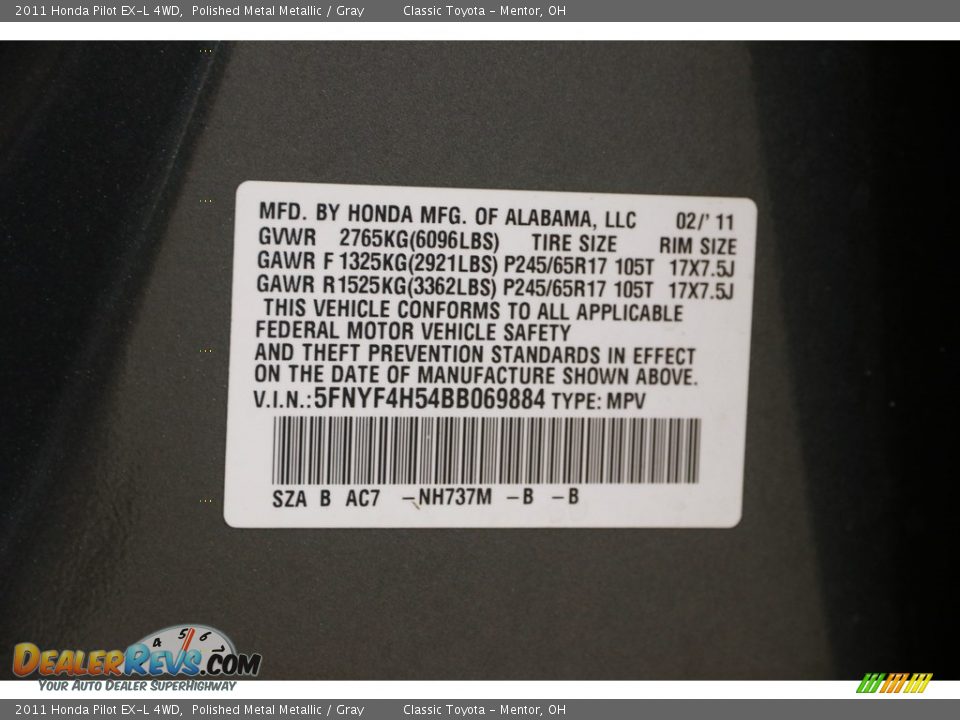 2011 Honda Pilot EX-L 4WD,  Polished Metal Metallic / Gray        Classic Toyota - Mentor, OH
MFD. BY HONDA MFG. OF ALABAMA, LLC 02/' 11
GVWR 2765KG(6096LBS) TIRE SIZE RIM SIZE
GAWR F 1325KG(2921LBS) P245/65R17 105T 17X7.5J
GAWR R1525KG(3362LBS) P245/65R17 105T 17X7.5J
THIS VEHICLE CONFORMS TO ALL APPLICABLE
FEDERAL MOTOR VEHICLE SAFETY
AND THEFT PREVENTION STANDARDS IN EFFECT
ON THE DATE OF MANUFACTURE SHOWN ABOVE.
V.I.N.:5FNYF4H54BB069884 TYPE: MPV
SZA B AC7 -NH737M -B -B
4 5 6
DEALERREVS.COM
YOUR AUTO DEALER SUPERHIGHWAY
2011 Honda Pilot EX-L 4WD,  Polished Metal Metallic / Gray        Classic Toyota - Mentor, OH